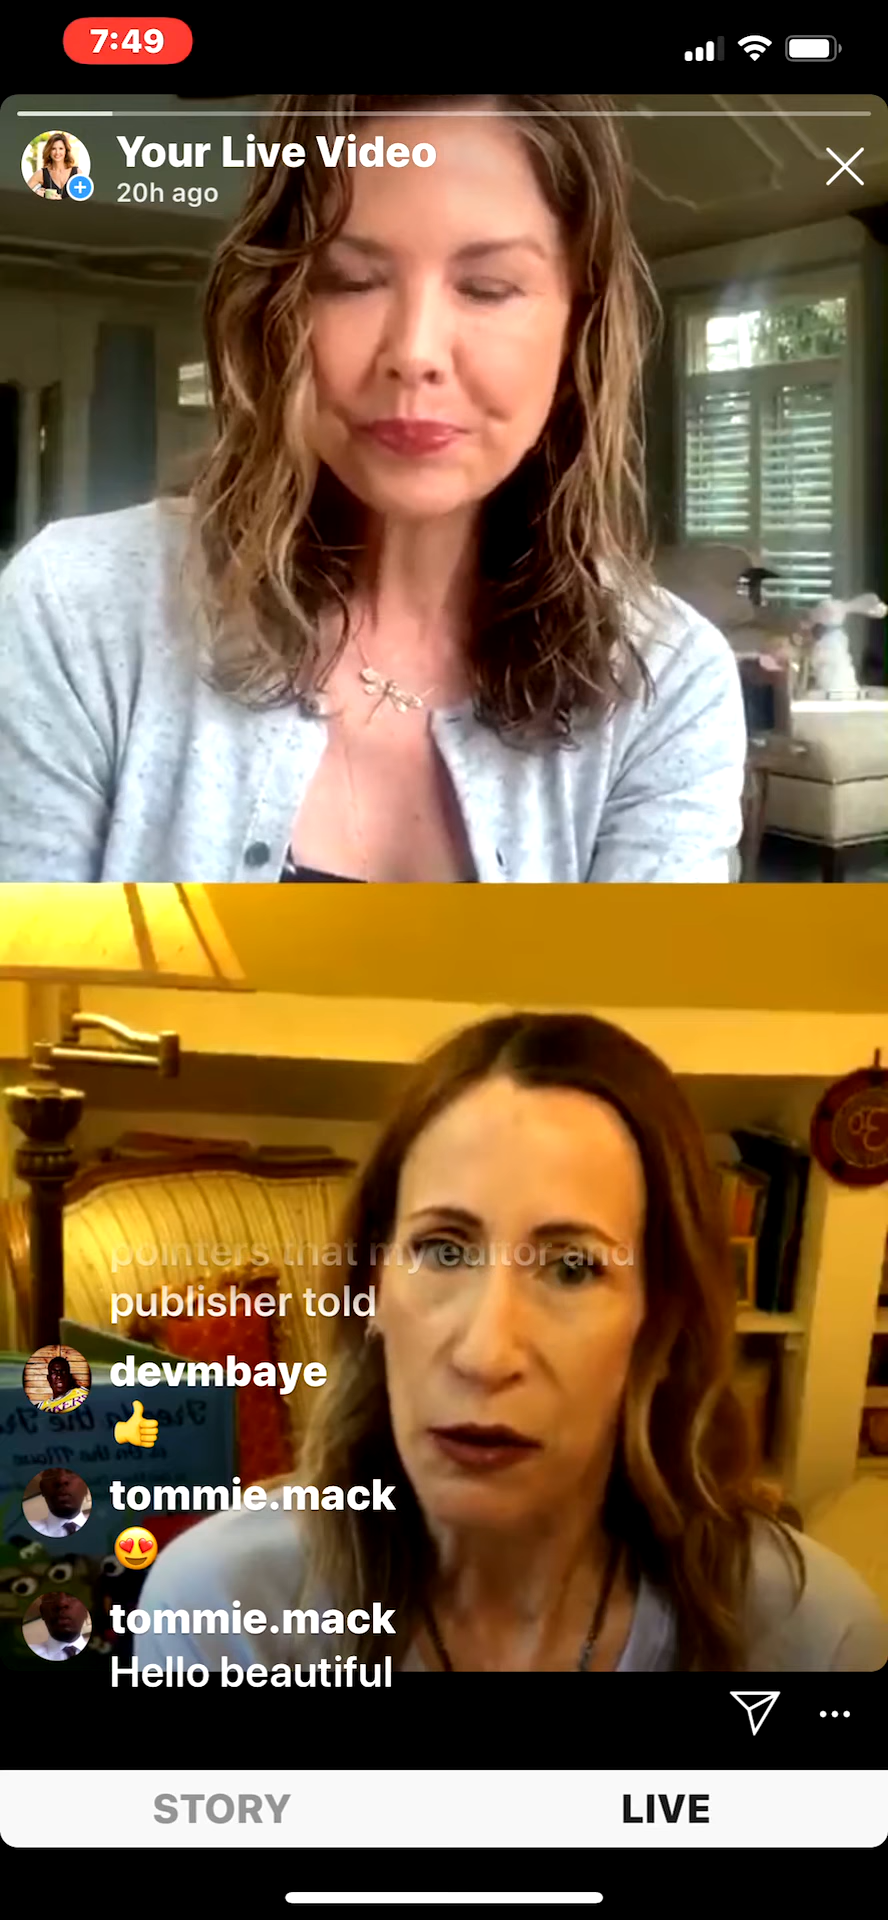 7:49
Your Live Video
20h ago
pointers that my editor and
publisher told
devmbaye
👍
tommie.mack
😍
tommie.mack
Hello beautiful
STORY
LIVE